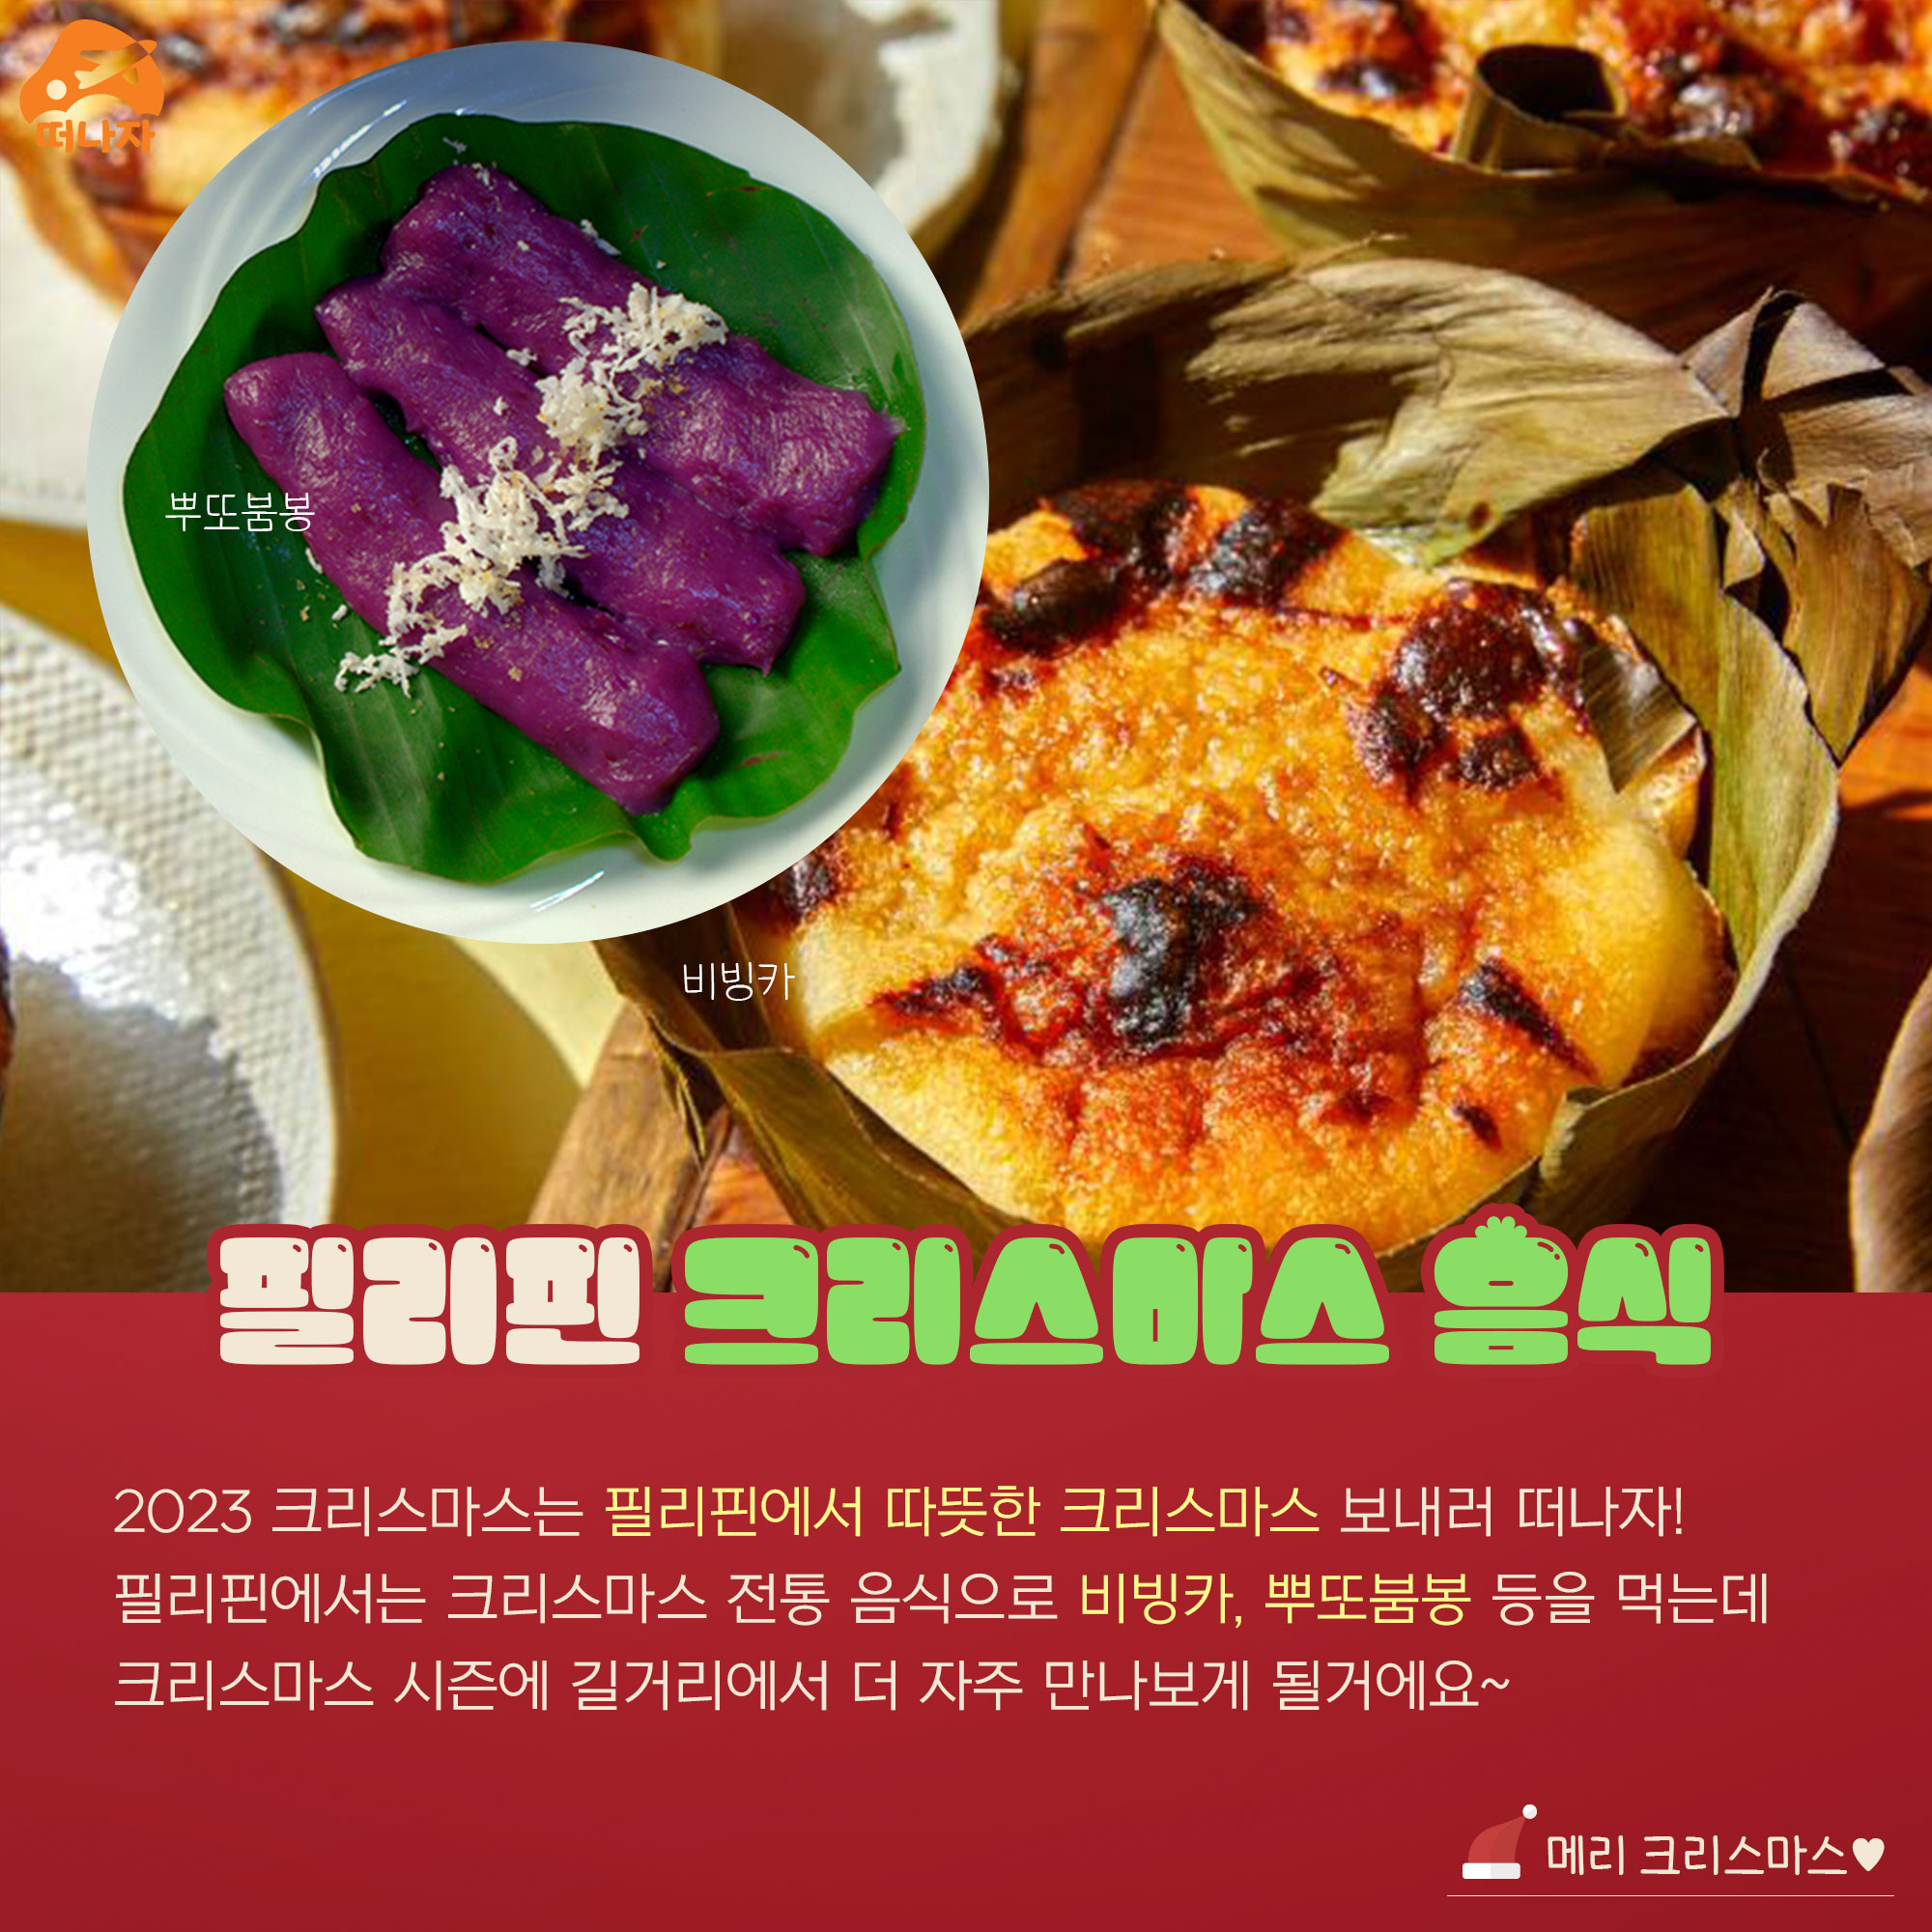 떠나자
뿌또붐봉
비빙카
필리핀 크리스마스 음식
2023 크리스마스는 필리핀에서 따뜻한 크리스마스 보내러 떠나자!
필리핀에서는 크리스마스 전통 음식으로 비빙카, 뿌또붐봉 등을 먹는데
크리스마스 시즌에 길거리에서 더 자주 만나보게 될거에요~
메리 크리스마스♥